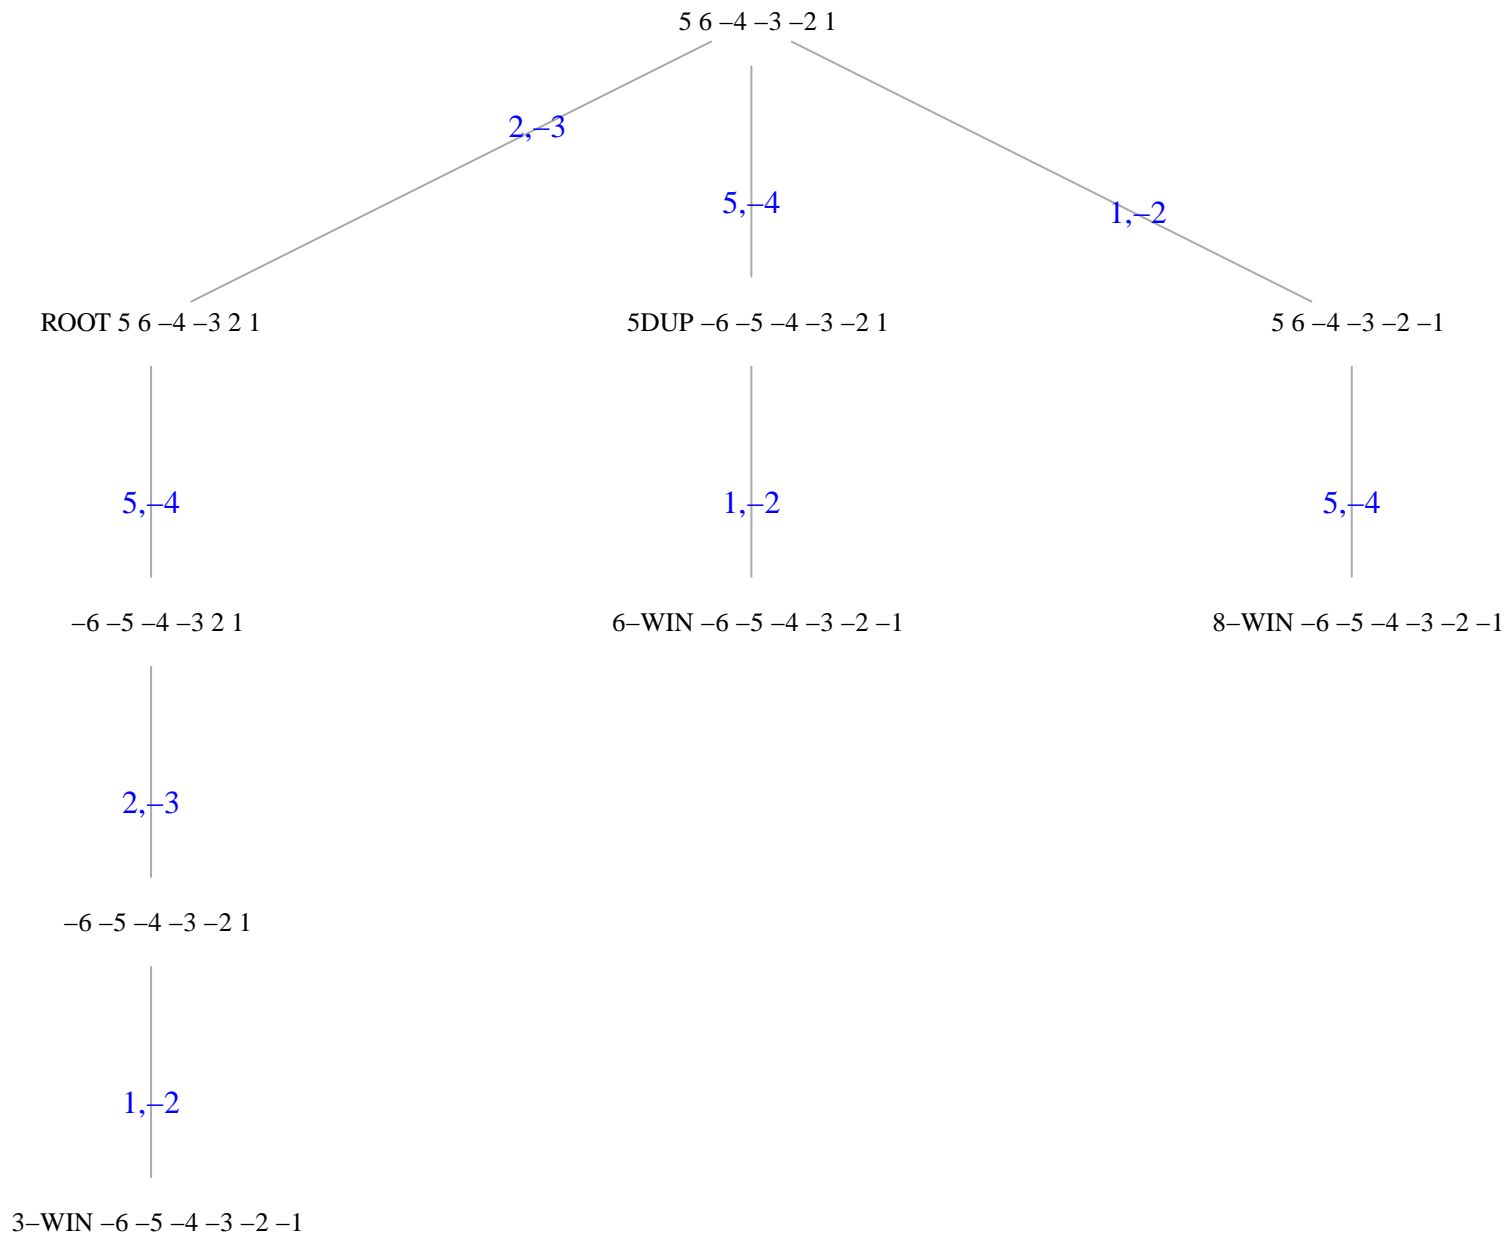 5 6 –4 –3 –2 1
2,–3
5,–4
1,–2
ROOT 5 6 –4 –3 2 1
5DUP –6 –5 –4 –3 –2 1
5 6 –4 –3 –2 –1
5,–4
1,–2
5,–4
–6 –5 –4 –3 2 1
6–WIN –6 –5 –4 –3 –2 –1
8–WIN –6 –5 –4 –3 –2 –1
2,–3
–6 –5 –4 –3 –2 1
1,–2
3–WIN –6 –5 –4 –3 –2 –1